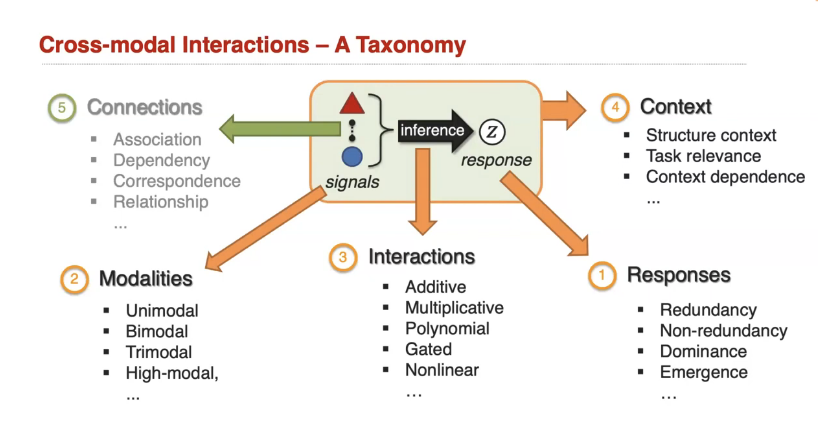 Cross-modal Interactions – A Taxonomy
5 Connections
▪ Association
▪ Dependency
▪ Correspondence
▪ Relationship
...
signals
inference
z
response
4 Context
▪ Structure context
▪ Task relevance
▪ Context dependence
...
2 Modalities
▪ Unimodal
▪ Bimodal
▪ Trimodal
▪ High-modal,
...
3 Interactions
▪ Additive
▪ Multiplicative
▪ Polynomial
▪ Gated
▪ Nonlinear
...
1 Responses
▪ Redundancy
▪ Non-redundancy
▪ Dominance
▪ Emergence
...